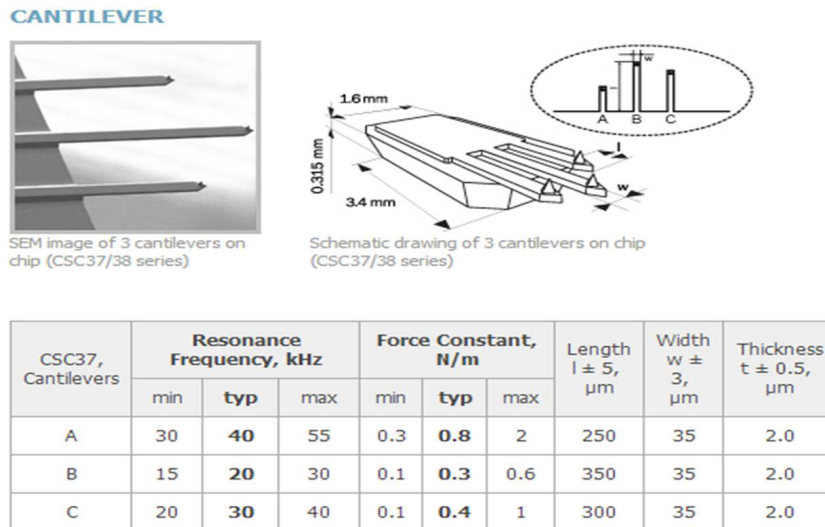 CANTILEVER
SEM image of 3 cantilevers on
chip (CSC37/38 series)
1.6 mm
0.315 mm
3.4 mm
l
w
w
l
A B C
Schematic drawing of 3 cantilevers on chip
(CSC37/38 series)
CSC37, Cantilevers Resonance Frequency, kHz Force Constant, N/m Length l ± 5, µm Width w ± 3, µm Thickness t ± 0.5, µm
min typ max min typ max
A 30 40 55 0.3 0.8 2 250 35 2.0
B 15 20 30 0.1 0.3 0.6 350 35 2.0
C 20 30 40 0.1 0.4 1 300 35 2.0